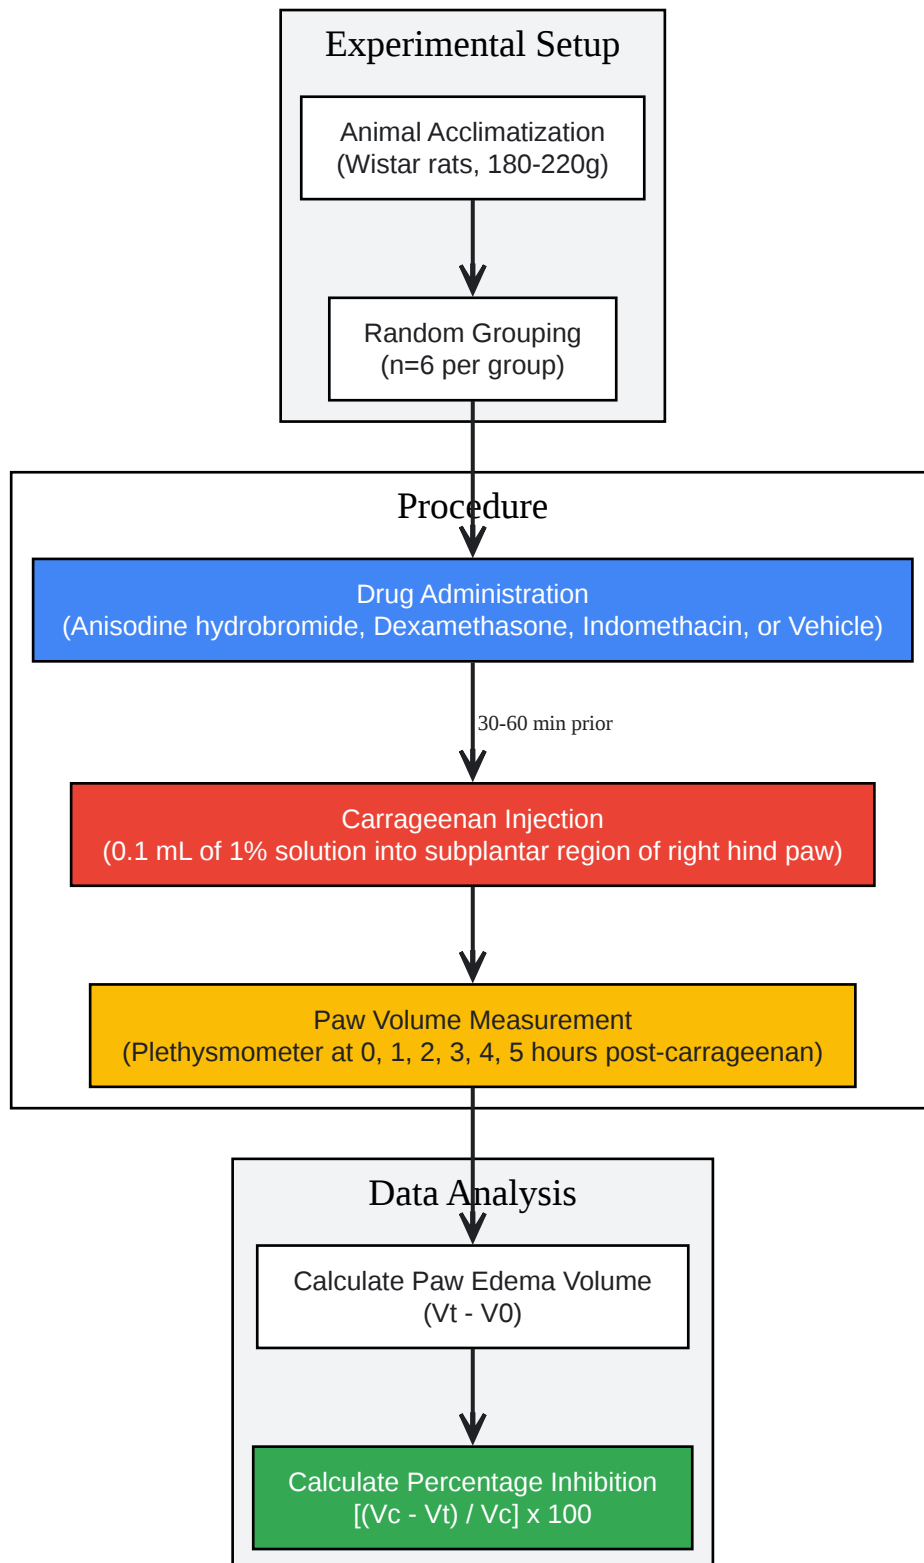 Experimental Setup
Animal Acclimatization
(Wistar rats, 180-220g)
Random Grouping
(n=6 per group)
Procedure
Drug Administration
(Anisodine hydrobromide, Dexamethasone, Indomethacin, or Vehicle)
30-60 min prior
Carrageenan Injection
(0.1 mL of 1% solution into subplantar region of right hind paw)
Paw Volume Measurement
(Plethysmometer at 0, 1, 2, 3, 4, 5 hours post-carrageenan)
Data Analysis
Calculate Paw Edema Volume
(Vt - V0)
Calculate Percentage Inhibition
[(Vc - Vt) / Vc] x 100